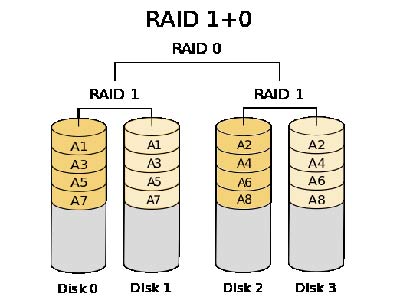 RAID 1+0
RAID 0
RAID 1 RAID 1
A1 A1 A2 A2
A3 A3 A4 A4
A5 A5 A6 A6
A7 A7 A8 A8
Disk 0 Disk 1 Disk 2 Disk 3